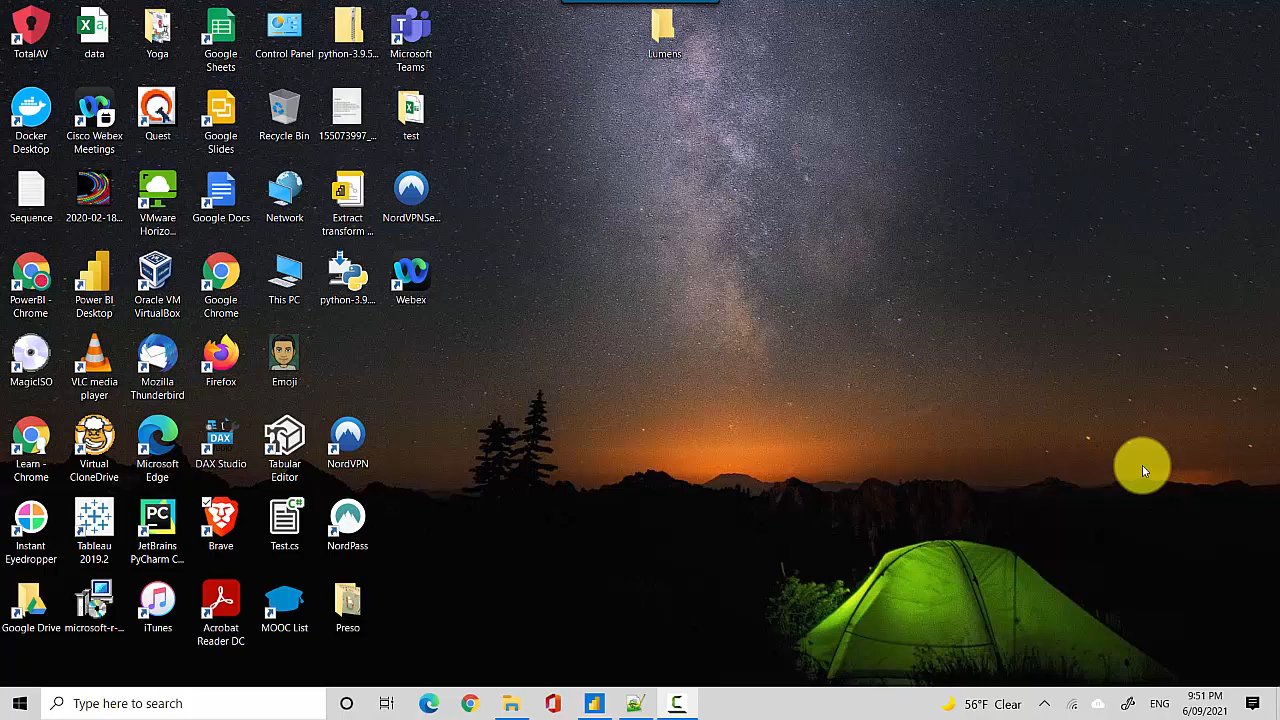 TotalAV
data
Yoga
Google
Sheets
Control Panel
python-3.9.5...
Microsoft
Teams
Lumens
Docker
Desktop
Cisco Webex
Meetings
Quest
Google
Slides
Recycle Bin
155073997_...
test
Sequence
2020-02-18...
VMware
Horizo...
Google Docs
Network
Extract
transform ...
NordVPNSe...
PowerBI -
Chrome
Power BI
Desktop
Oracle VM
VirtualBox
Google
Chrome
This PC
python-3.9....
Webex
MagicISO
VLC media
player
Mozilla
Thunderbird
Firefox
Emoji
Learn -
Chrome
Virtual
CloneDrive
Microsoft
Edge
DAX
DAX Studio
Tabular
Editor
NordVPN
Instant
Eyedropper
Tableau
2019.2
PC
JetBrains
PyCharm C...
Brave
C#
Test.cs
NordPass
Google Drive
microsoft-r-...
iTunes
Acrobat
Reader DC
MOOC List
Preso
Type here to search
56°F Clear
ENG
9:51 PM
6/09/2021